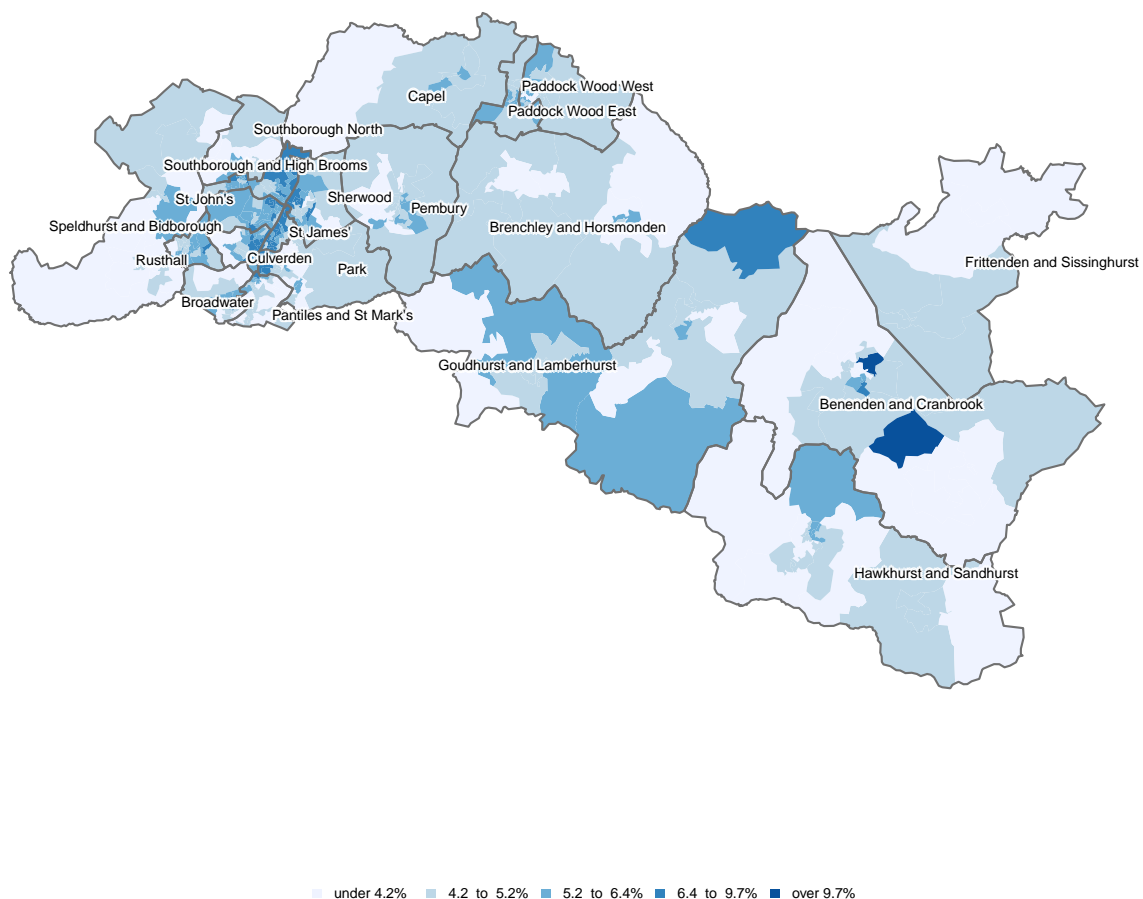 Paddock Wood West
Capel
Paddock Wood East
Southborough North
Southborough and High Brooms
St John's
Sherwood
Pembury
Speldhurst and Bidborough
St James'
Brenchley and Horsmonden
Rusthall
Culverden
Park
Frittenden and Sissinghurst
Broadwater
Pantiles and St Mark's
Goudhurst and Lamberhurst
Benenden and Cranbrook
Hawkhurst and Sandhurst
under 4.2% 4.2 to 5.2% 5.2 to 6.4% 6.4 to 9.7% over 9.7%